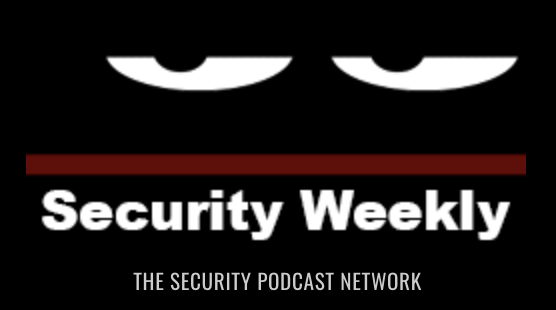 Security Weekly
THE SECURITY PODCAST NETWORK